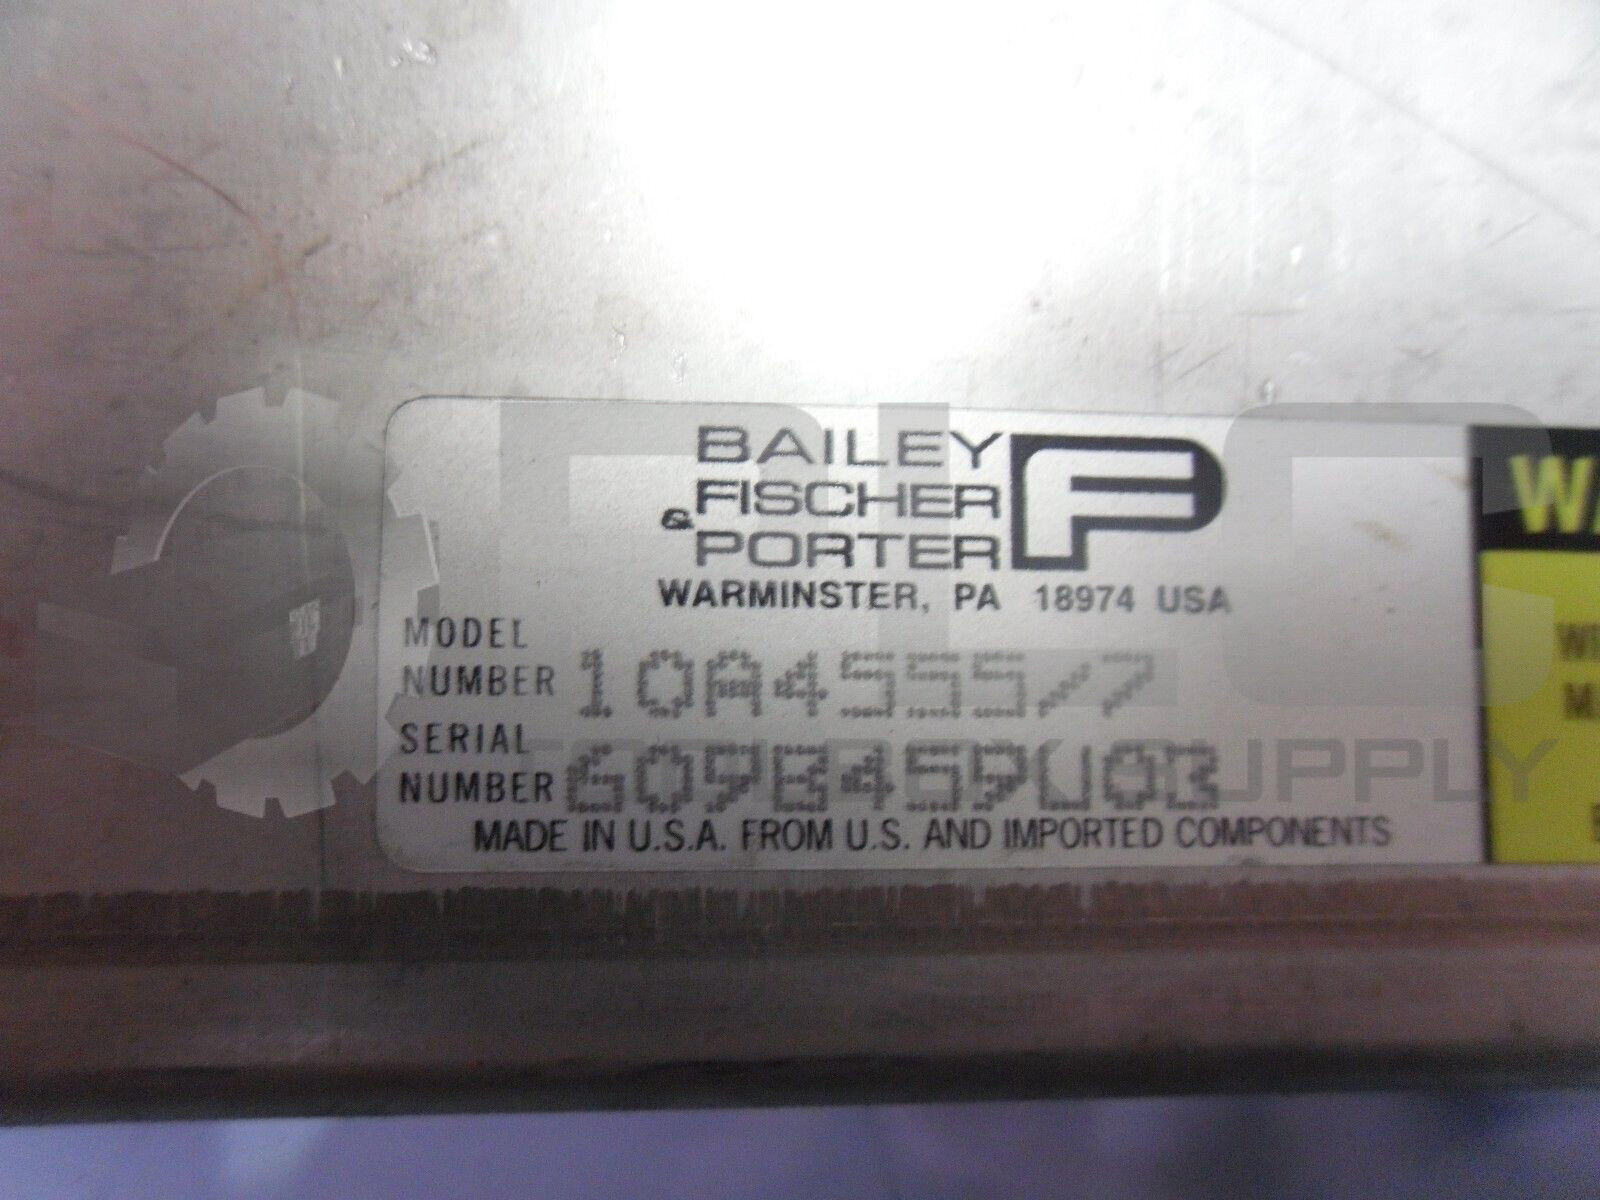 BAILEY
FISCHER
& PORTER
WARMINSTER, PA 18974 USA
MODEL
NUMBER 10A4555/7
SERIAL
NUMBER
MADE IN U.S.A. FROM U.S. AND IMPORTED COMPONENTS